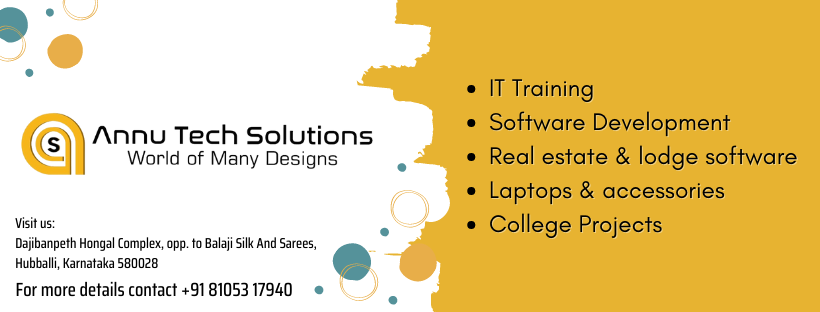 S
Annu Tech Solutions
World of Many Designs
Visit us:
Dajibanpeth Hongal Complex, opp. to Balaji Silk And Sarees,
Hubballi, Karnataka 580028
For more details contact +91 81053 17940
• IT Training
• Software Development
• Real estate & lodge software
• Laptops & accessories
• College Projects